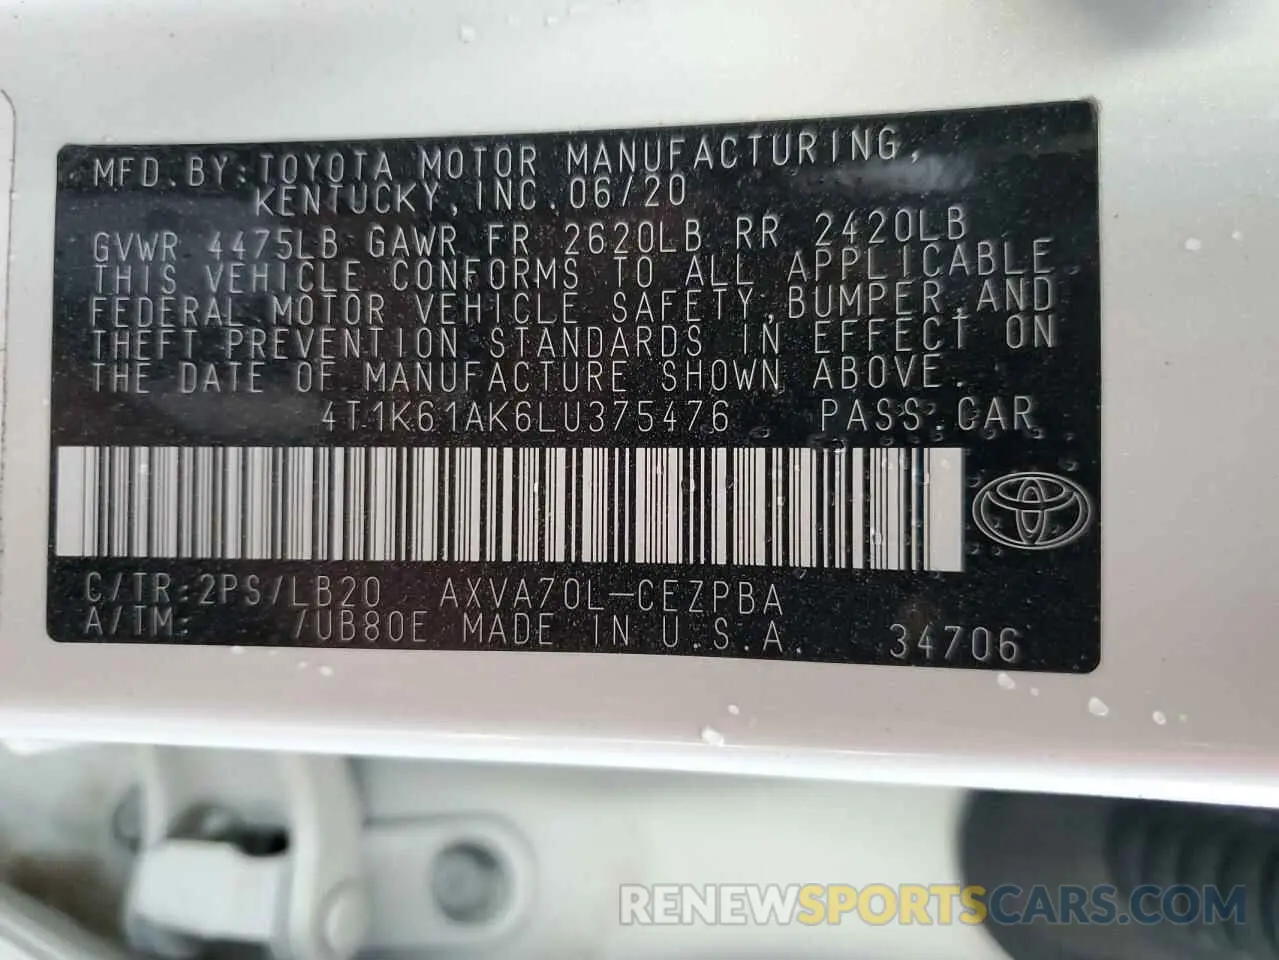 MFD.BY:TOYOTA MOTOR MANUFACTURING,
KENTUCKY, INC. 06/20
GVWR 4475LB GAWR FR 2620LB RR 2420LB
THIS VEHICLE CONFORMS TO ALL APPLICABLE
FEDERAL MOTOR VEHICLE SAFETY,BUMPER,AND
THEFT PREVENTION STANDARDS IN EFFECT ON
THE DATE OF MANUFACTURE SHOWN ABOVE.
4T1K61AK6LU375476 PASS.CAR
C/TR:2PS/LB20 AXVA70L-CEZPBA
A/TM: /UB80E MADE IN U.S.A. 34706
RENEWSPORTSCARS.COM